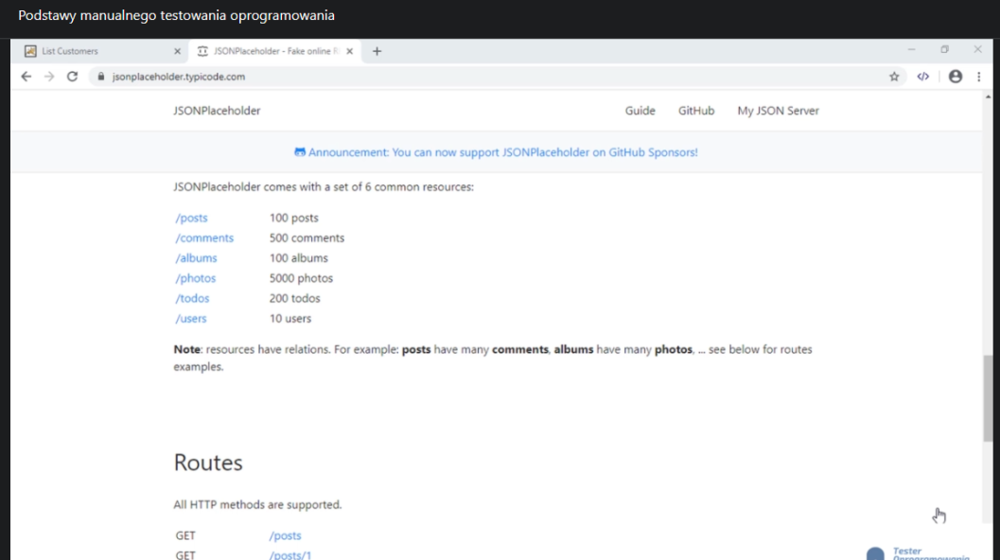 Podstawy manualnego testowania oprogramowania
List Customers
JSONPlaceholder - Fake online R
jsonplaceholder.typicode.com
JSONPlaceholder Guide GitHub My JSON Server
Announcement: You can now support JSONPlaceholder on GitHub Sponsors!
JSONPlaceholder comes with a set of 6 common resources:
/posts 100 posts
/comments 500 comments
/albums 100 albums
/photos 5000 photos
/todos 200 todos
/users 10 users
Note: resources have relations. For example: posts have many comments, albums have many photos, ... see below for routes
examples.
Routes
All HTTP methods are supported.
GET /posts
GET /posts/1
Tester
Oprogramowania